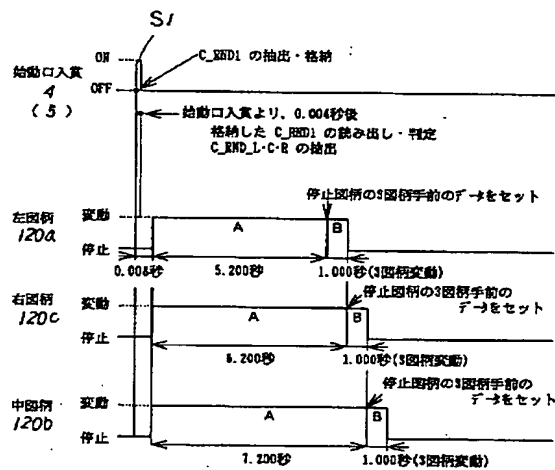 S1
ON
C_RND1 の抽出・格納
始動口入賞
4
(5)
OFF
始動口入賞より、0.004秒後
格納した C_RND1 の読み出し・判定
C_RND_L・C・R の抽出
停止図柄の3図柄手前のデータをセット
左図柄
120a
変動
A
B
停止
0.006秒
5.200秒
1.000秒(3図柄変動)
停止図柄の3図柄手前の
データをセット
右図柄
120c
変動
A
B
停止
6.200秒
1.000秒(3図柄変動)
停止図柄の3図柄手前の
データをセット
中図柄
120b
変動
A
B
停止
7.200秒
1.000秒(3図柄変動)